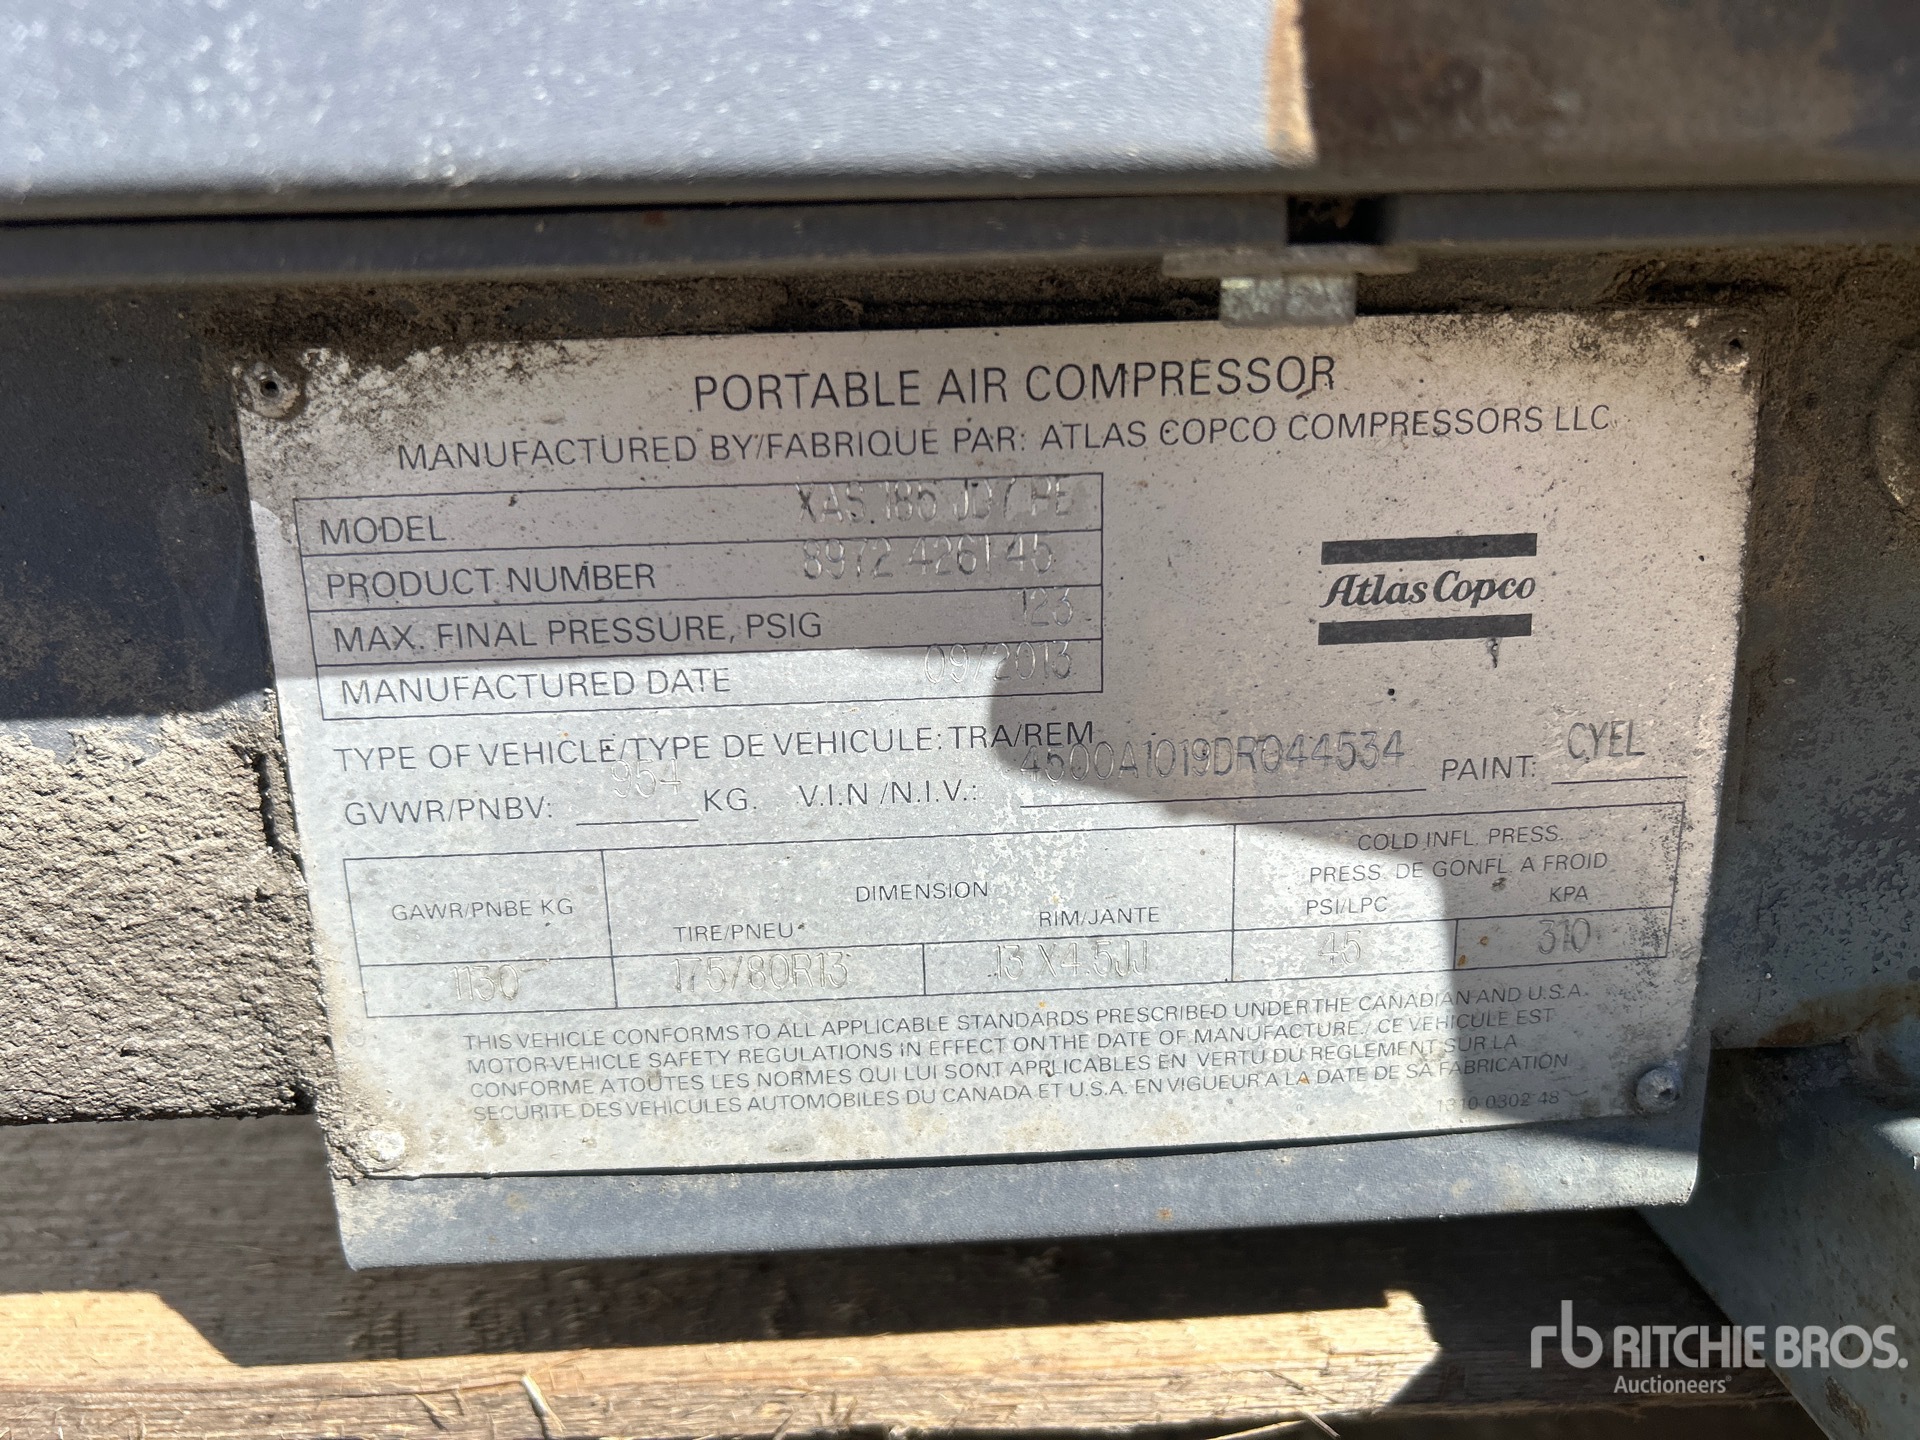 PORTABLE AIR COMPRESSOR
MANUFACTURED BY/FABRIQUE PAR: ATLAS COPCO COMPRESSORS LLC
MODEL XAS 185 JD7 PE
PRODUCT NUMBER 8972 426145
MAX. FINAL PRESSURE, PSIG 123
MANUFACTURED DATE 09/2013
Atlas Copco
TYPE OF VEHICLE/TYPE DE VEHICULE: TRA/REM
GVWR/PNBV: 954 KG. V.I.N /N.I.V.: 4500A1019DR044534 PAINT: CYEL
GAWR/PNBE KG
DIMENSION
TIRE/PNEU
RIM/JANTE
COLD INFL. PRESS.
PRESS. DE GONFL. A FROID
PSI/LPC KPA
1130 175/80R13 13 X4.5JJ 45 310
THIS VEHICLE CONFORMS TO ALL APPLICABLE STANDARDS PRESCRIBED UNDER THE CANADIAN AND U.S.A.
MOTOR-VEHICLE SAFETY REGULATIONS IN EFFECT ON THE DATE OF MANUFACTURE./ CE VEHICULE EST
CONFORME A TOUTES LES NORMES QUI LUI SONT APPLICABLES EN VERTU DU REGLEMENT SUR LA
SECURITE DES VEHICULES AUTOMOBILES DU CANADA ET U.S.A. EN VIGUEUR A LA DATE DE SA FABRICATION
1310 0302 48
rb RITCHIE BROS.
Auctioneers